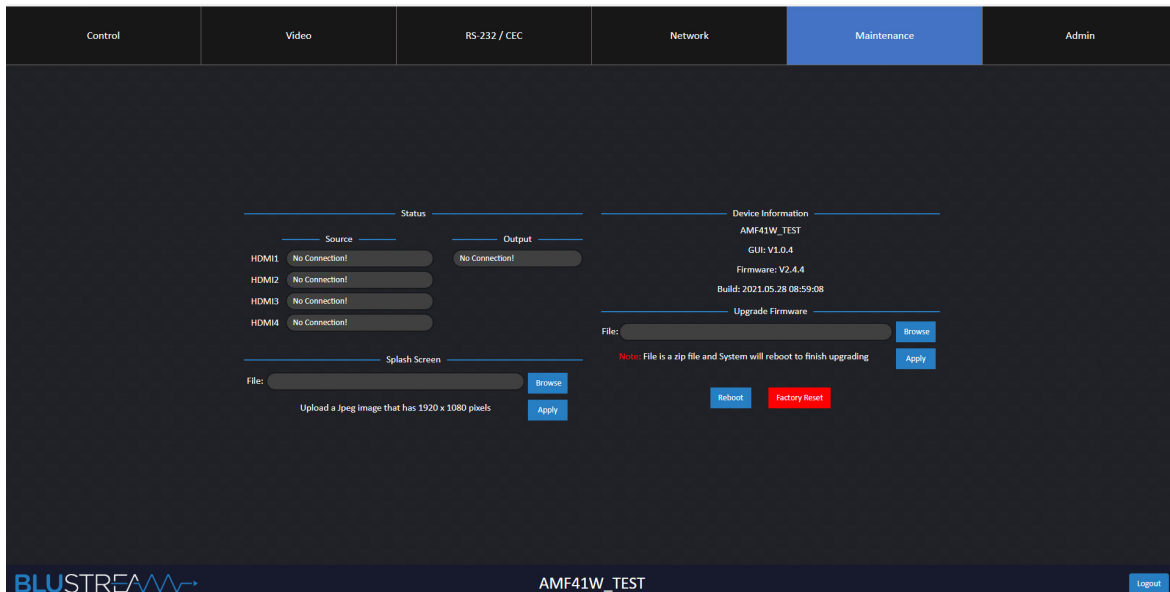 Control Video RS-232 / CEC Network Maintenance Admin
Status
Source Output
HDMI1 No Connection! No Connection!
HDMI2 No Connection!
HDMI3 No Connection!
HDMI4 No Connection!
Splash Screen
File: Browse
Upload a Jpeg image that has 1920 x 1080 pixels Apply
Device Information
AMF41W_TEST
GUI: V1.0.4
Firmware: V2.4.4
Build: 2021.05.28 08:59:08
Upgrade Firmware
File: Browse
Note: File is a zip file and System will reboot to finish upgrading Apply
Reboot Factory Reset
BLUSTREAM AMF41W_TEST Logout